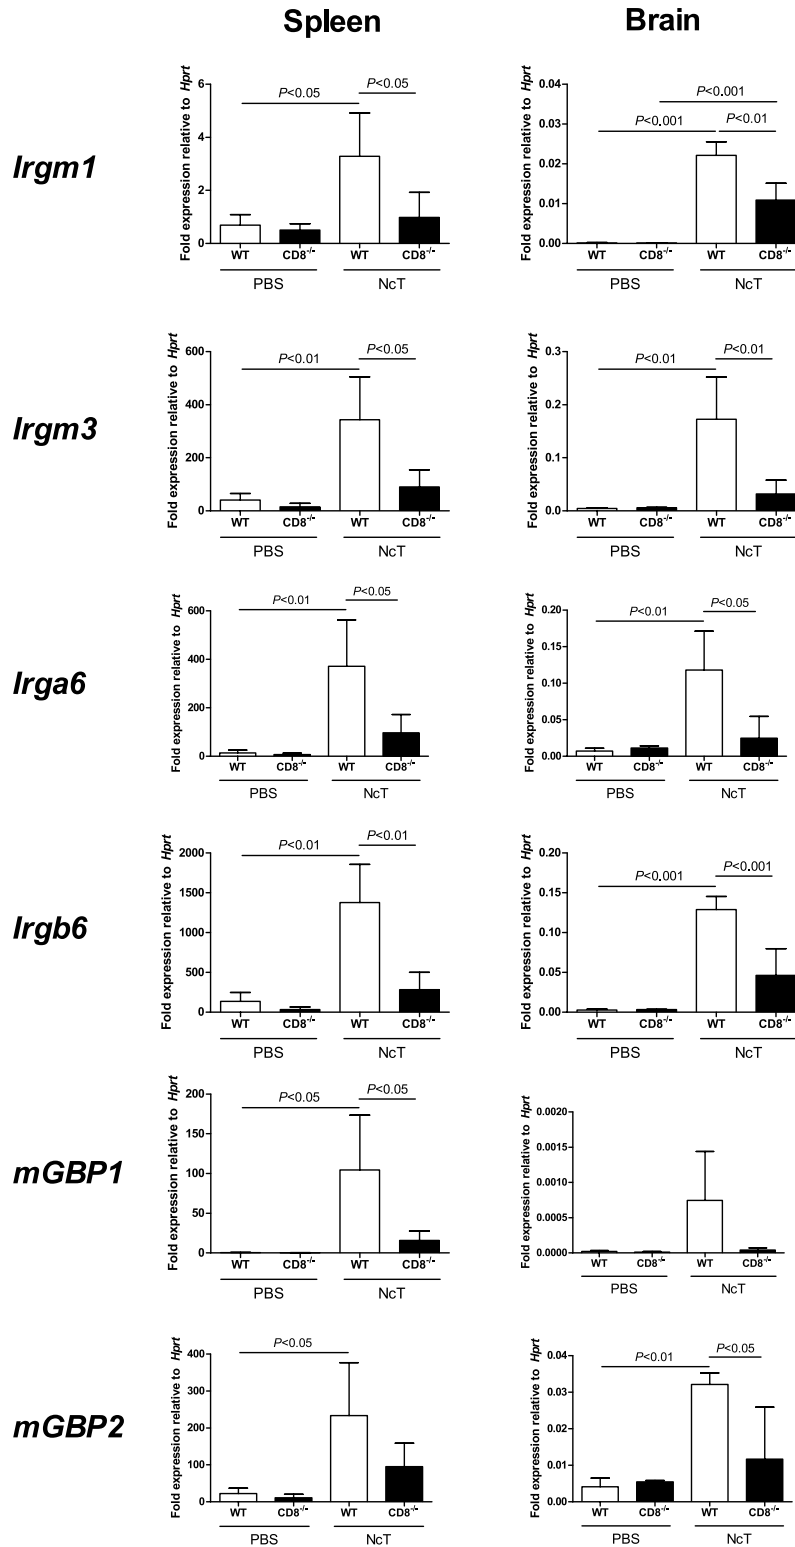 Spleen
Brain
Irgm1
Fold expression relative to Hprt
6
4
2
0
P<0.05
P<0.05
WT
CD8-/-
WT
CD8-/-
PBS
NcT
Fold expression relative to Hprt
0.04
0.03
0.02
0.01
0.00
P<0.001
P<0.001
P<0.01
WT
CD8-/-
WT
CD8-/-
PBS
NcT
Irgm3
Fold expression relative to Hprt
600
400
200
0
P<0.01
P<0.05
WT
CD8-/-
WT
CD8-/-
PBS
NcT
Fold expression relative to Hprt
0.3
0.2
0.1
0.0
P<0.01
P<0.01
WT
CD8-/-
WT
CD8-/-
PBS
NcT
Irga6
Fold expression relative to Hprt
600
400
200
0
P<0.01
P<0.05
WT
CD8-/-
WT
CD8-/-
PBS
NcT
Fold expression relative to Hprt
0.20
0.15
0.10
0.05
0.00
P<0.01
P<0.05
WT
CD8-/-
WT
CD8-/-
PBS
NcT
Irgb6
Fold expression relative to Hprt
2000
1500
1000
500
0
P<0.01
P<0.01
WT
CD8-/-
WT
CD8-/-
PBS
NcT
Fold expression relative to Hprt
0.20
0.15
0.10
0.05
0.00
P<0.001
P<0.001
WT
CD8-/-
WT
CD8-/-
PBS
NcT
mGBP1
Fold expression relative to Hprt
200
150
100
50
0
P<0.05
P<0.05
WT
CD8-/-
WT
CD8-/-
PBS
NcT
Fold expression relative to Hprt
0.0020
0.0015
0.0010
0.0005
0.0000
WT
CD8-/-
WT
CD8-/-
PBS
NcT
mGBP2
Fold expression relative to Hprt
400
300
200
100
0
P<0.05
WT
CD8-/-
WT
CD8-/-
PBS
NcT
Fold expression relative to Hprt
0.04
0.03
0.02
0.01
0.00
P<0.01
P<0.05
WT
CD8-/-
WT
CD8-/-
PBS
NcT